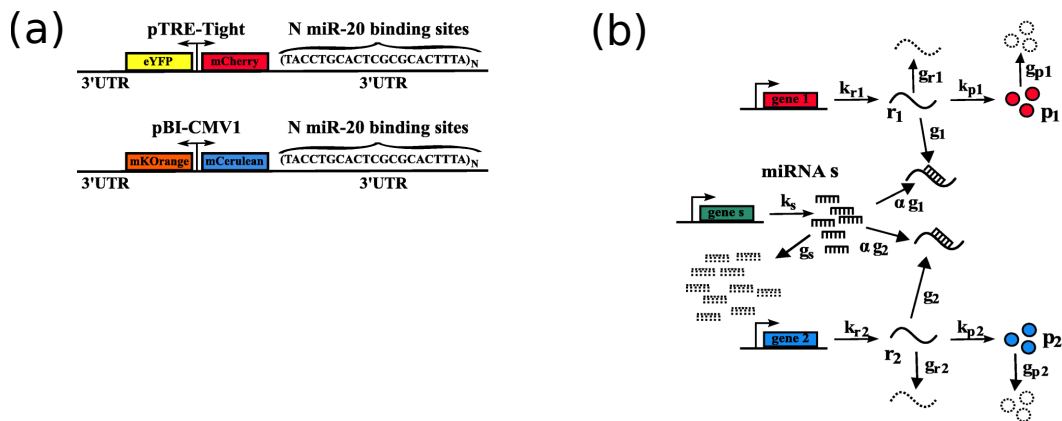 (a)
pTRE-Tight
N miR-20 binding sites
eYFP
mCherry
(TACCTGCACTCGCGCACTTTA)N
3'UTR
3'UTR
pBI-CMV1
N miR-20 binding sites
mKOrange
mCerulean
(TACCTGCACTCGCGCACTTTA)N
3'UTR
3'UTR
(b)
gr1
gp1
gene 1
kr1
r1
kp1
p1
g1
miRNA s
α g1
gene s
ks
gs
α g2
g2
gene 2
kr2
r2
kp2
p2
gr2
gp2